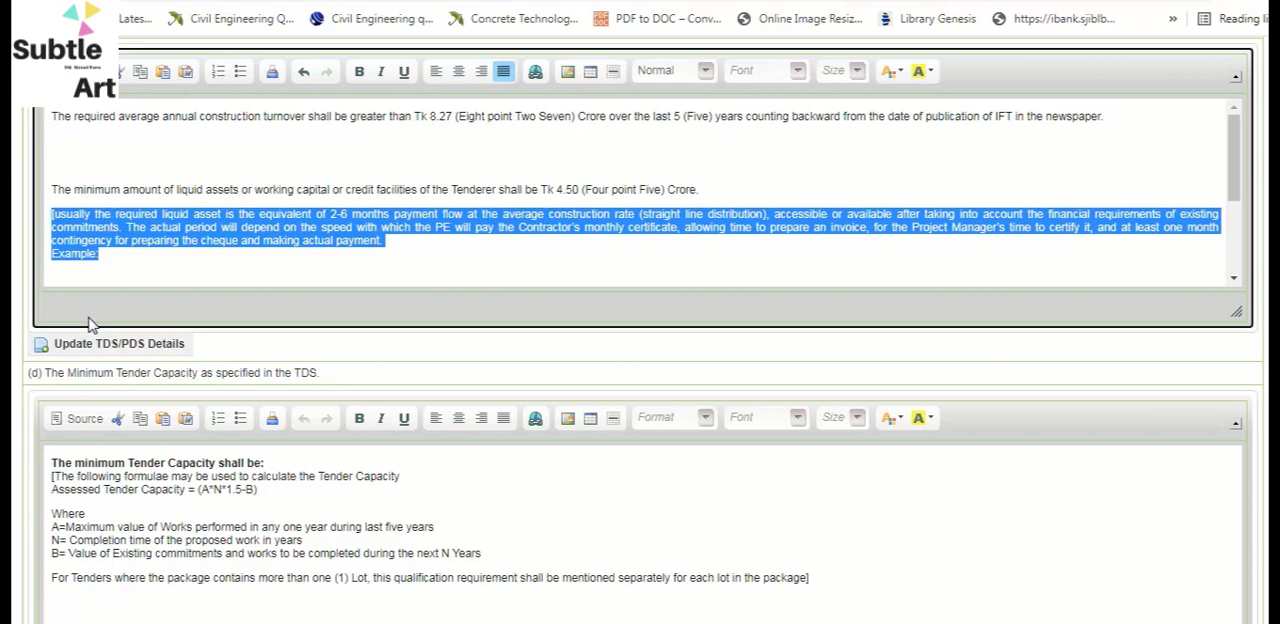 Lates...
Civil Engineering Q...
Civil Engineering q...
Concrete Technolog...
PDF to DOC – Conv...
Online Image Resiz...
Library Genesis
https://ibank.sjiblb...
»
Reading li
Subtle
Art
B I U
Normal
Font
Size
The required average annual construction turnover shall be greater than Tk 8.27 (Eight point Two Seven) Crore over the last 5 (Five) years counting backward from the date of publication of IFT in the newspaper.
The minimum amount of liquid assets or working capital or credit facilities of the Tenderer shall be Tk 4.50 (Four point Five) Crore.
[usually the required liquid asset is the equivalent of 2-6 months payment flow at the average construction rate (straight line distribution), accessible or available after taking into account the financial requirements of existing
commitments. The actual period will depend on the speed with which the PE will pay the Contractor's monthly certificate, allowing time to prepare an invoice, for the Project Manager's time to certify it, and at least one month
contingency for preparing the cheque and making actual payment.
Example:
Update TDS/PDS Details
(d) The Minimum Tender Capacity as specified in the TDS.
Source
B I U
Format
Font
Size
The minimum Tender Capacity shall be:
[The following formulae may be used to calculate the Tender Capacity
Assessed Tender Capacity = (A*N*1.5-B)
Where
A=Maximum value of Works performed in any one year during last five years
N= Completion time of the proposed work in years
B= Value of Existing commitments and works to be completed during the next N Years
For Tenders where the package contains more than one (1) Lot, this qualification requirement shall be mentioned separately for each lot in the package]